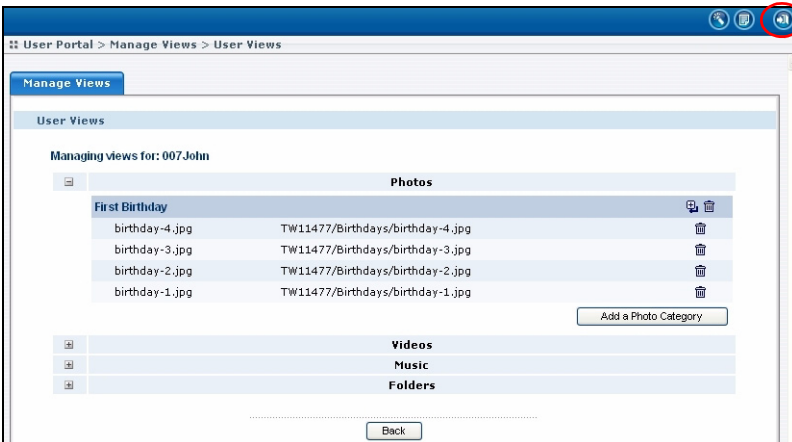 User Portal > Manage Views > User Views
Manage Views
User Views
Managing views for: 007John
Photos
First Birthday
birthday-4.jpg TW11477/Birthdays/birthday-4.jpg
birthday-3.jpg TW11477/Birthdays/birthday-3.jpg
birthday-2.jpg TW11477/Birthdays/birthday-2.jpg
birthday-1.jpg TW11477/Birthdays/birthday-1.jpg
Add a Photo Category
Videos
Music
Folders
Back